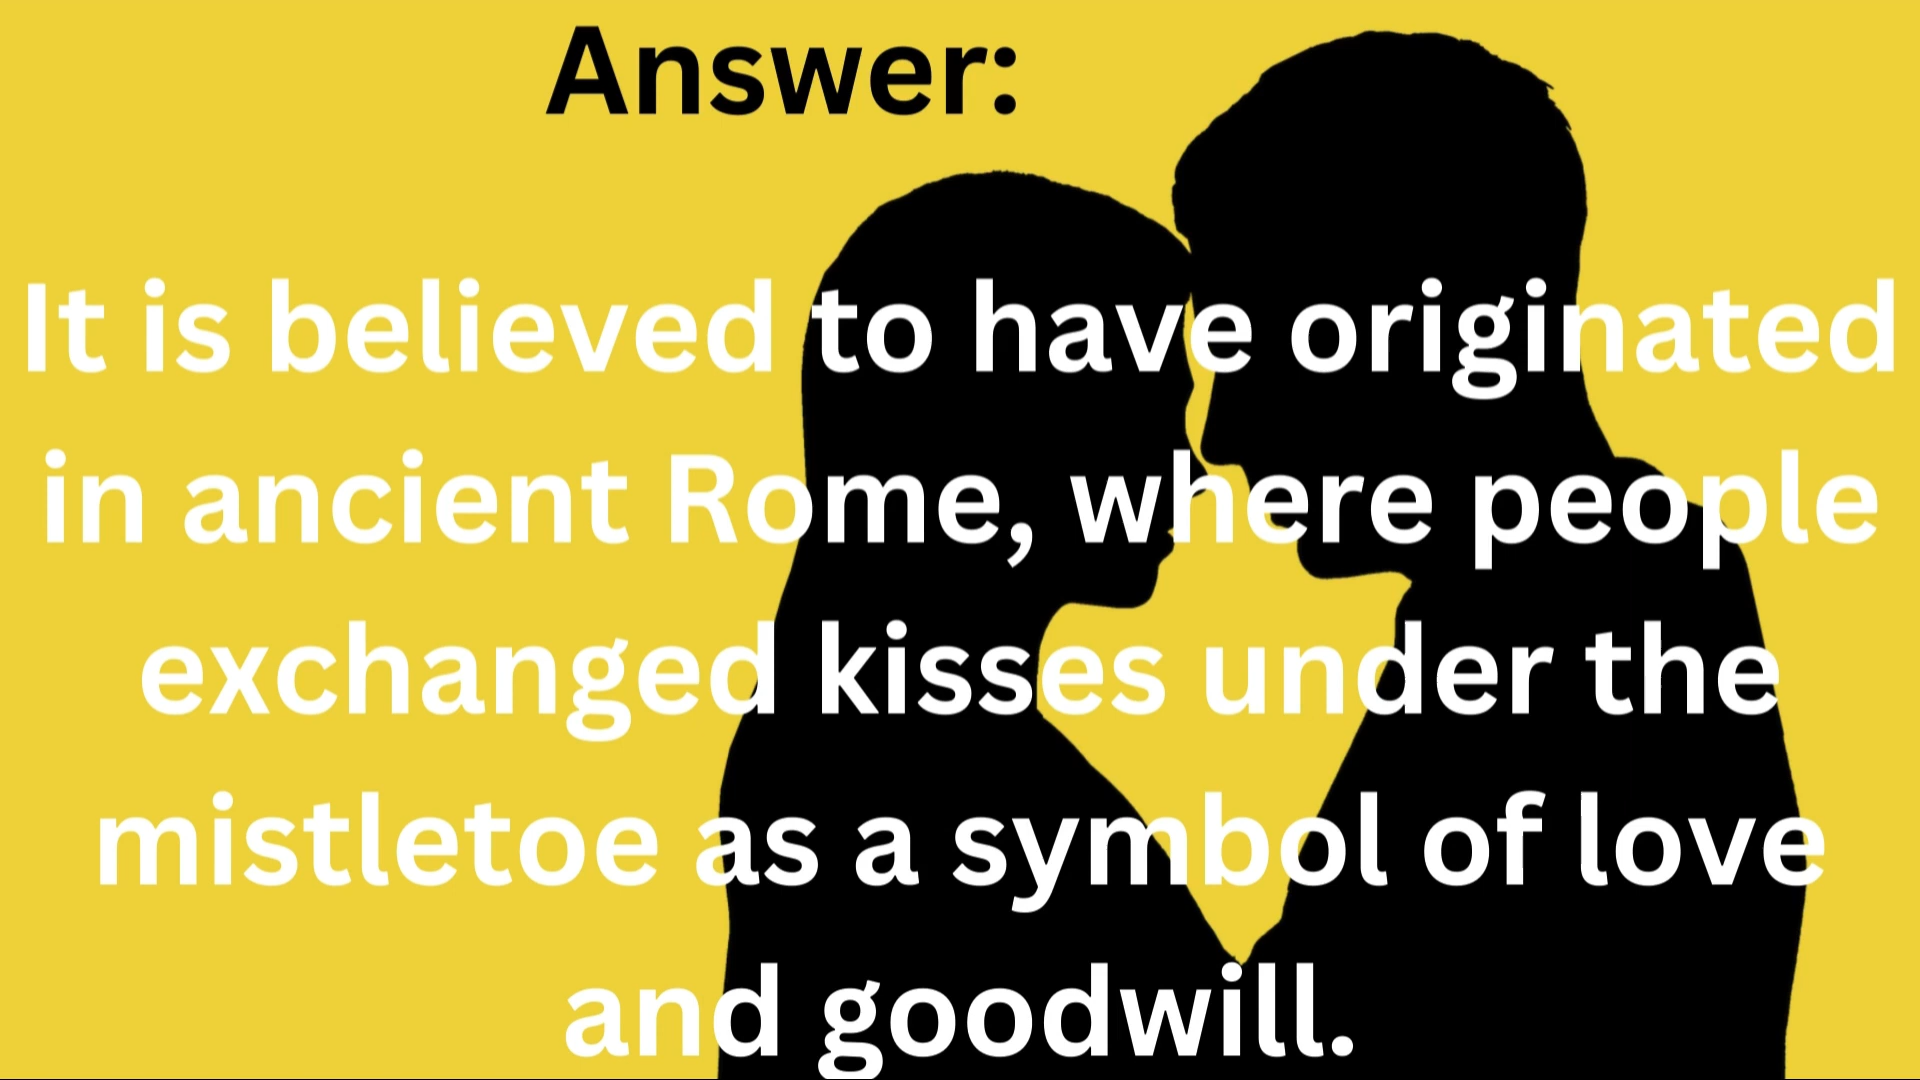 Answer:
It is believed to have originated
in ancient Rome, where people
exchanged kisses under the
mistletoe as a symbol of love
and goodwill.